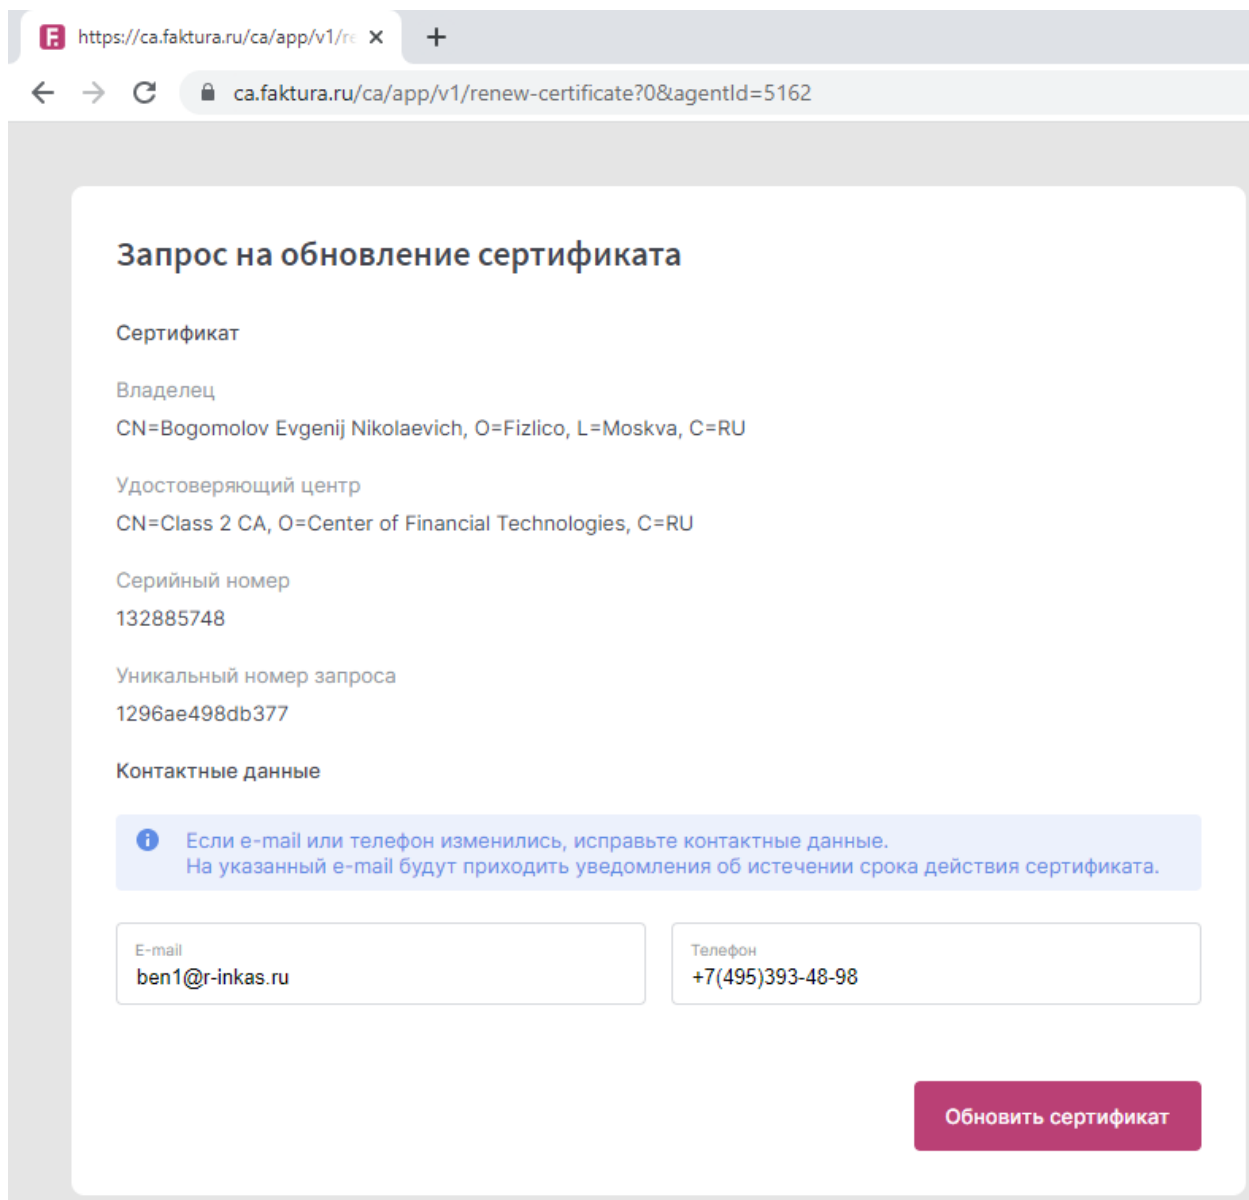 https://ca.faktura.ru/ca/app/v1/re
ca.faktura.ru/ca/app/v1/renew-certificate?0&agentId=5162
Запрос на обновление сертификата
Сертификат
Владелец
CN=Bogomolov Evgenij Nikolaevich, O=Fizlico, L=Moskva, C=RU
Удостоверяющий центр
CN=Class 2 CA, O=Center of Financial Technologies, C=RU
Серийный номер
132885748
Уникальный номер запроса
1296ae498db377
Контактные данные
Если e-mail или телефон изменились, исправьте контактные данные.
На указанный e-mail будут приходить уведомления об истечении срока действия сертификата.
E-mail
ben1@r-inkas.ru
Телефон
+7(495)393-48-98
Обновить сертификат